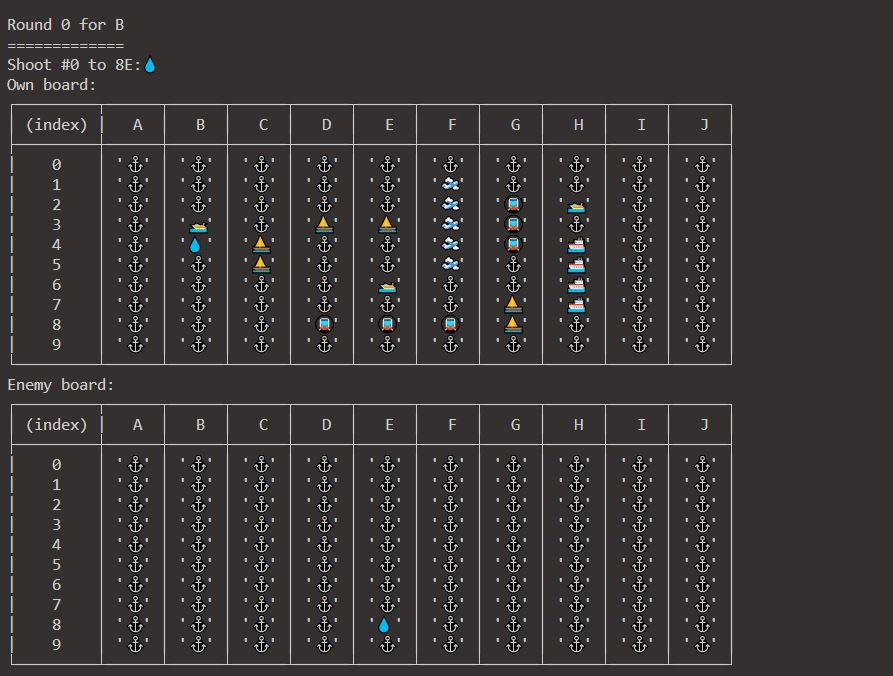 Round 0 for B
=============
Shoot #0 to 8E:💧
Own board:
(index) A B C D E F G H I J
0 '⚓' '⚓' '⚓' '⚓' '⚓' '⚓' '⚓' '⚓' '⚓' '⚓'
1 '⚓' '⚓' '⚓' '⚓' '⚓' '🛩' '⚓' '⚓' '⚓' '⚓'
2 '⚓' '⚓' '⚓' '⚓' '⚓' '🛩' '🚇' '🚤' '⚓' '⚓'
3 '⚓' '🚤' '⚓' '⛵' '⛵' '🛩' '🚇' '⚓' '⚓' '⚓'
4 '⚓' '💧' '⛵' '⚓' '⚓' '🛩' '🚇' '🚢' '⚓' '⚓'
5 '⚓' '⚓' '⛵' '⚓' '⚓' '🛩' '⚓' '🚢' '⚓' '⚓'
6 '⚓' '⚓' '⚓' '⚓' '🚤' '⚓' '⚓' '🚢' '⚓' '⚓'
7 '⚓' '⚓' '⚓' '⚓' '⚓' '⚓' '⛵' '🚢' '⚓' '⚓'
8 '⚓' '⚓' '⚓' '🚇' '🚇' '🚇' '⛵' '⚓' '⚓' '⚓'
9 '⚓' '⚓' '⚓' '⚓' '⚓' '⚓' '⚓' '⚓' '⚓' '⚓'
Enemy board:
(index) A B C D E F G H I J
0 '⚓' '⚓' '⚓' '⚓' '⚓' '⚓' '⚓' '⚓' '⚓' '⚓'
1 '⚓' '⚓' '⚓' '⚓' '⚓' '⚓' '⚓' '⚓' '⚓' '⚓'
2 '⚓' '⚓' '⚓' '⚓' '⚓' '⚓' '⚓' '⚓' '⚓' '⚓'
3 '⚓' '⚓' '⚓' '⚓' '⚓' '⚓' '⚓' '⚓' '⚓' '⚓'
4 '⚓' '⚓' '⚓' '⚓' '⚓' '⚓' '⚓' '⚓' '⚓' '⚓'
5 '⚓' '⚓' '⚓' '⚓' '⚓' '⚓' '⚓' '⚓' '⚓' '⚓'
6 '⚓' '⚓' '⚓' '⚓' '⚓' '⚓' '⚓' '⚓' '⚓' '⚓'
7 '⚓' '⚓' '⚓' '⚓' '⚓' '⚓' '⚓' '⚓' '⚓' '⚓'
8 '⚓' '⚓' '⚓' '⚓' '💧' '⚓' '⚓' '⚓' '⚓' '⚓'
9 '⚓' '⚓' '⚓' '⚓' '⚓' '⚓' '⚓' '⚓' '⚓' '⚓'